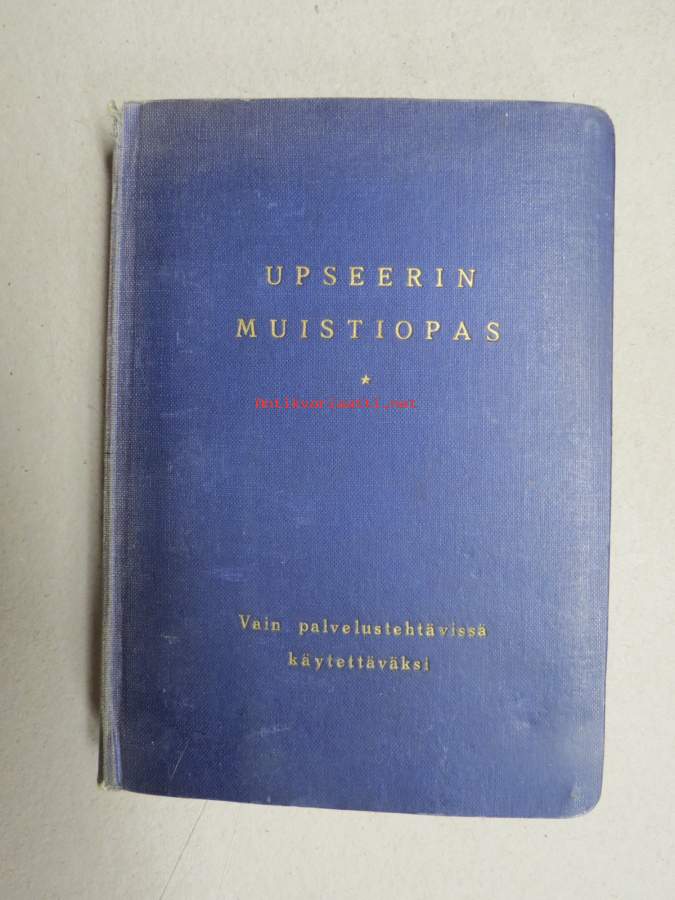 UPSEERIN
MUISTIOPAS
Antikvariaatti.net
Vain palvelustehtävissä
käytettäväksi